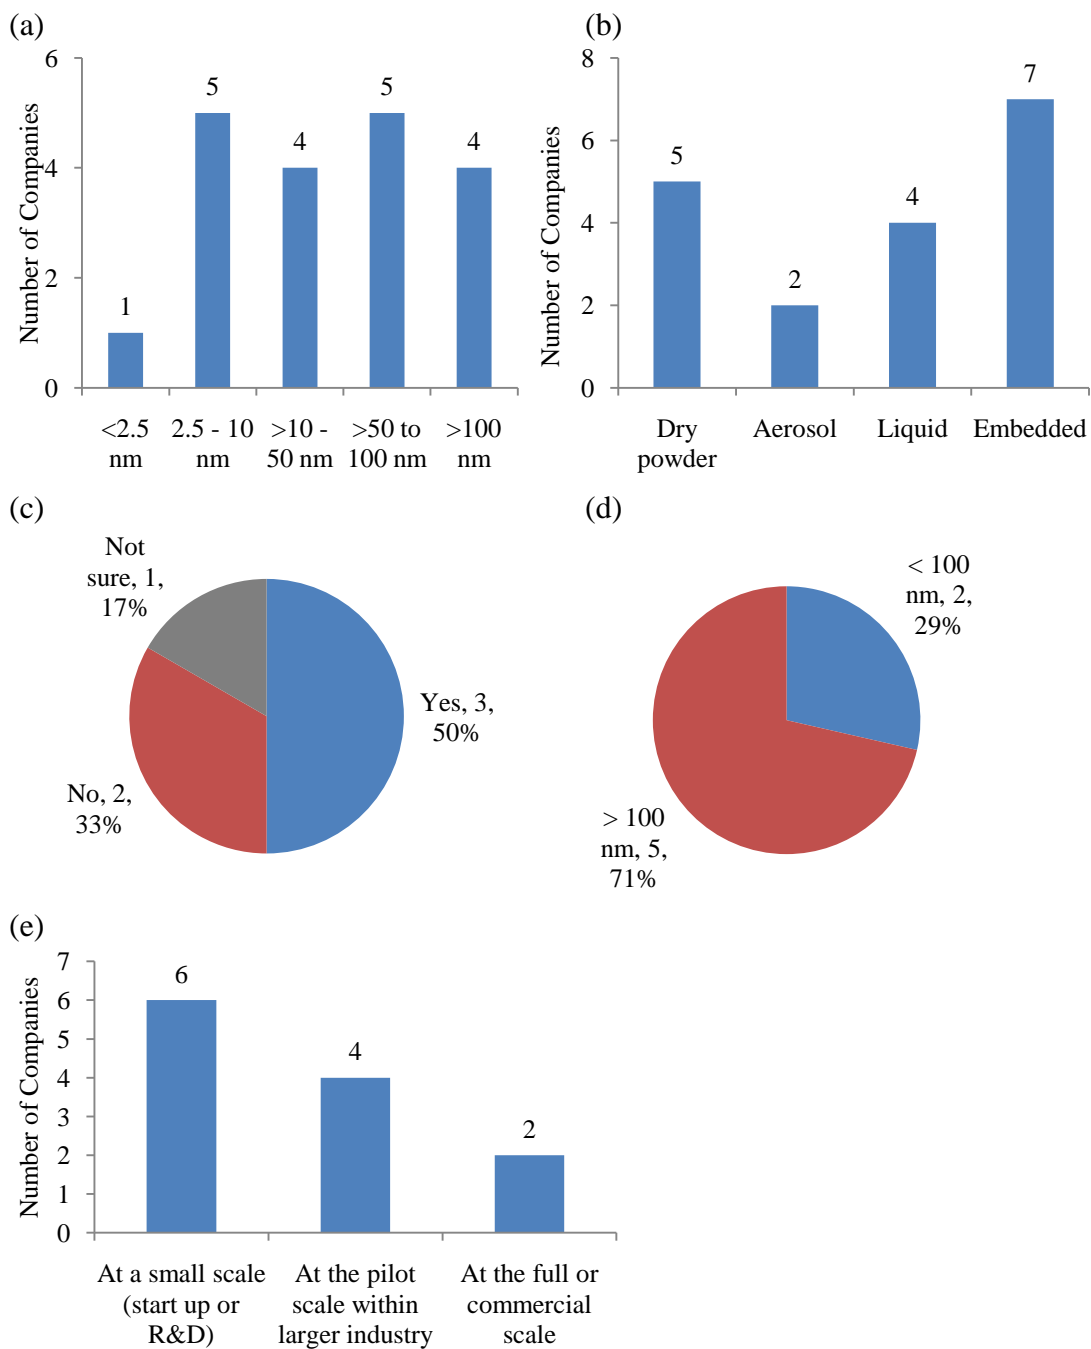 (a)
6
4
2
0
Number of Companies
1
5
4
5
4
<2.5
nm
2.5 - 10
nm
>10 -
50 nm
>50 to
100 nm
>100
nm
(b)
8
6
4
2
0
Number of Companies
5
2
4
7
Dry
powder
Aerosol
Liquid
Embedded
(c)
Not
sure, 1,
17%
Yes, 3,
50%
No, 2,
33%
(d)
< 100
nm, 2,
29%
> 100
nm, 5,
71%
(e)
7
6
5
4
3
2
1
0
Number of Companies
6
4
2
At a small scale
(start up or
R&D)
At the pilot
scale within
larger industry
At the full or
commercial
scale